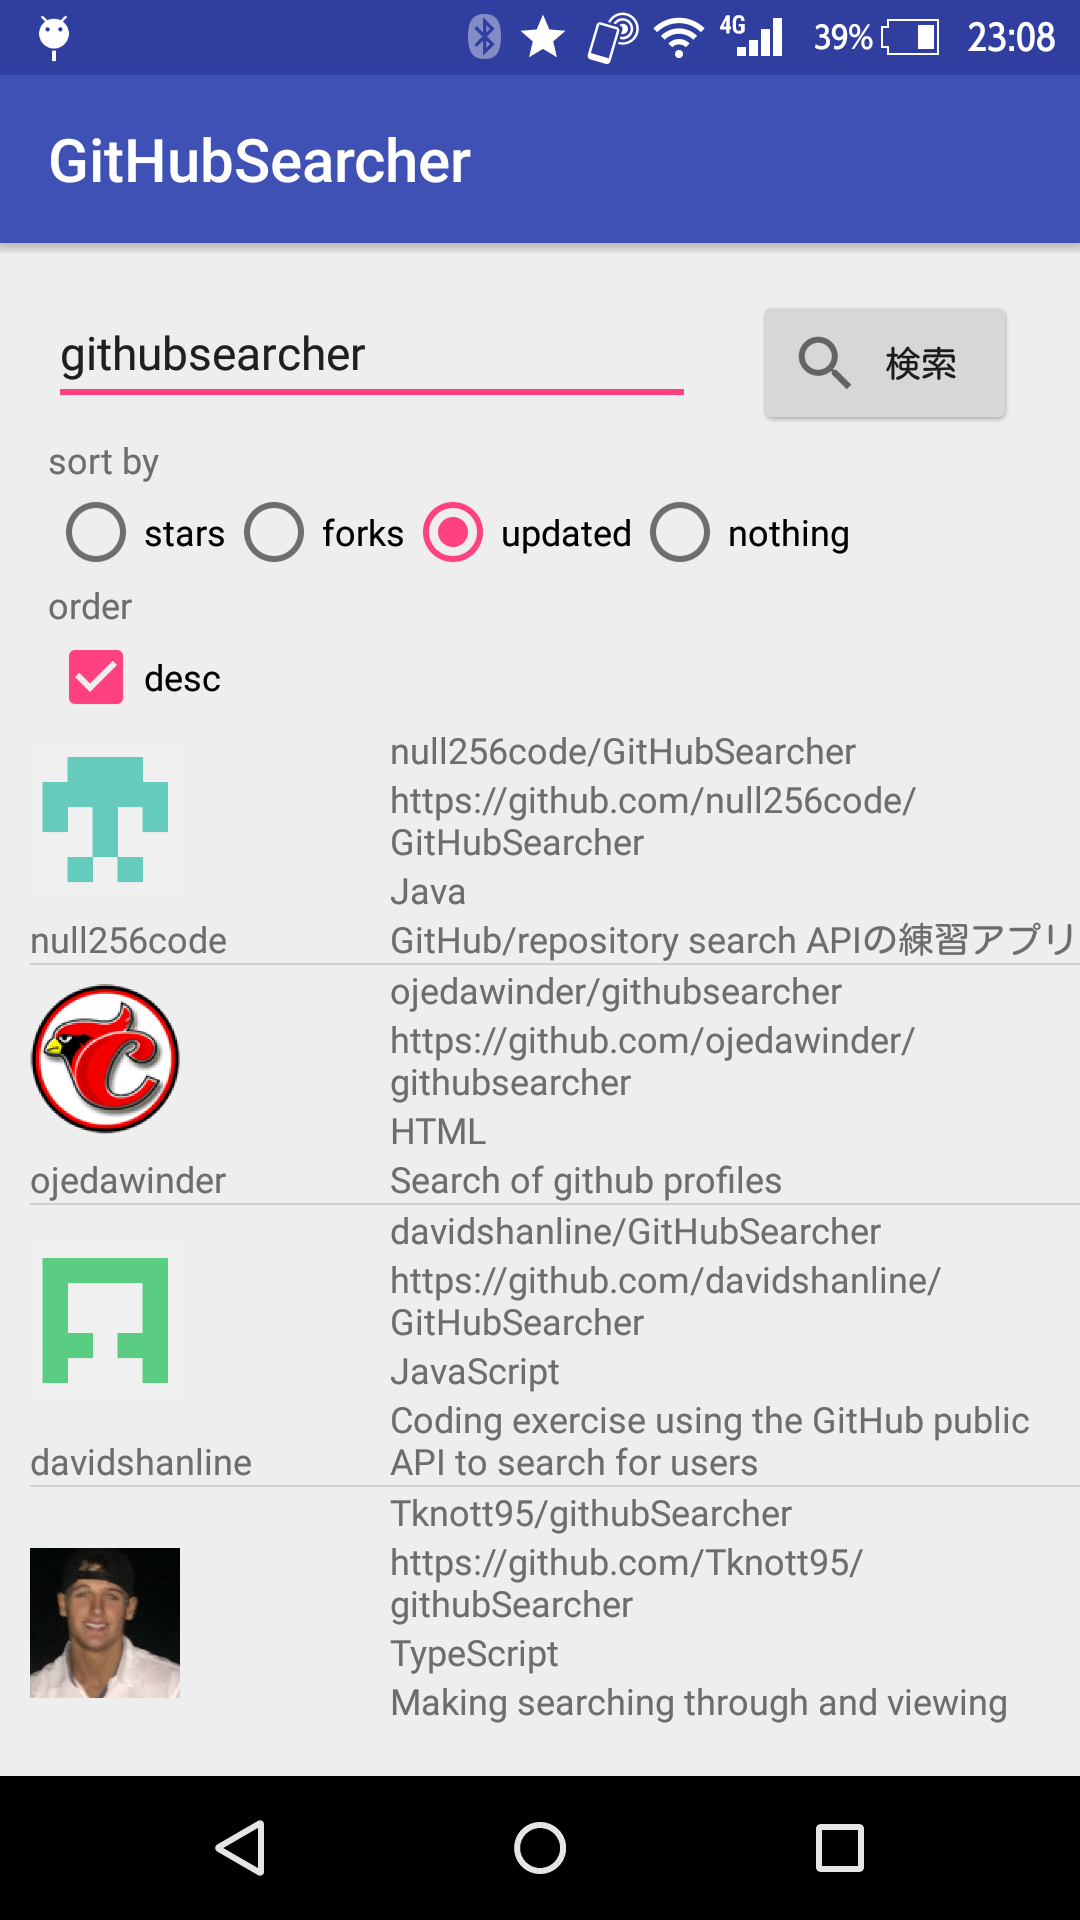 4G 39% 23:08
GitHubSearcher
githubsearcher
検索
sort by
stars forks updated nothing
order
desc
null256code/GitHubSearcher
https://github.com/null256code/
GitHubSearcher
Java
null256code
GitHub/repository search APIの練習アプリ
ojedawinder/githubsearcher
https://github.com/ojedawinder/
githubsearcher
HTML
C
ojedawinder
Search of github profiles
davidshanline/GitHubSearcher
https://github.com/davidshanline/
GitHubSearcher
JavaScript
Coding exercise using the GitHub public
API to search for users
davidshanline
Tknott95/githubSearcher
https://github.com/Tknott95/
githubSearcher
TypeScript
Making searching through and viewing